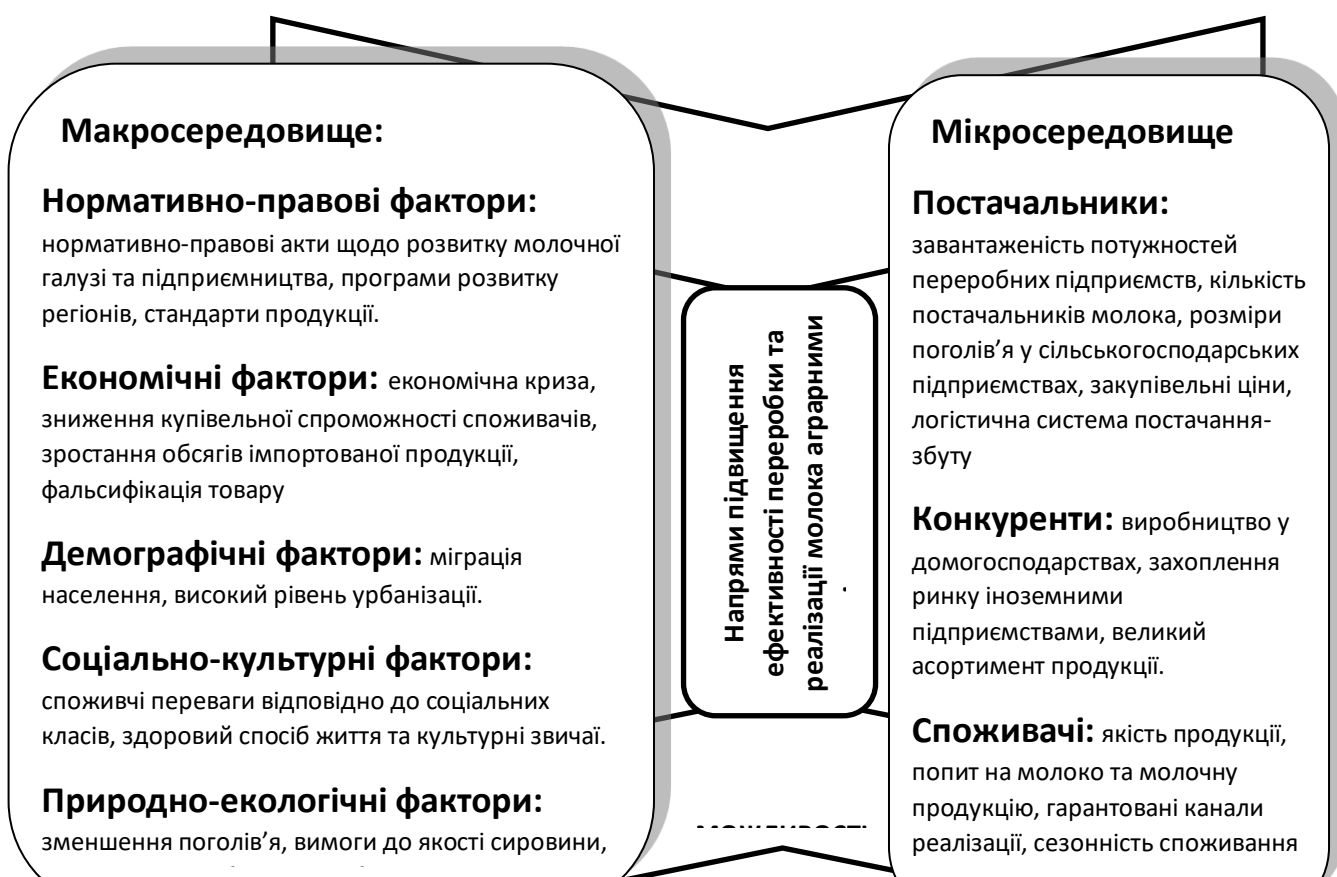 Макросередовище:
Нормативно-правові фактори:
нормативно-правові акти щодо розвитку молочної
галузі та підприємництва, програми розвитку
регіонів, стандарти продукції.
Економічні фактори: економічна криза,
зниження купівельної спроможності споживачів,
зростання обсягів імпортованої продукції,
фальсифікація товару
Демографічні фактори: міграція
населення, високий рівень урбанізації.
Соціально-культурні фактори:
споживчі переваги відповідно до соціальних
класів, здоровий спосіб життя та культурні звичаї.
Природно-екологічні фактори:
зменшення поголів’я, вимоги до якості сировини,
Напрями підвищення
ефективності переробки та
реалізації молока аграрними
Мікросередовище
Постачальники:
завантаженість потужностей
переробних підприємств, кількість
постачальників молока, розміри
поголів’я у сільськогосподарських
підприємствах, закупівельні ціни,
логістична система постачання-
збуту
Конкуренти: виробництво у
домогосподарствах, захоплення
ринку іноземними
підприємствами, великий
асортимент продукції.
Споживачі: якість продукції,
попит на молоко та молочну
продукцію, гарантовані канали
реалізації, сезонність споживання